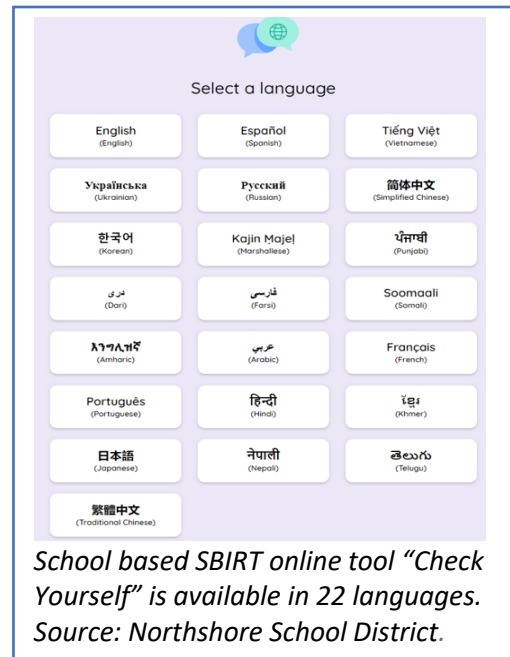 Select a language
English Español Tiếng Việt
(English) (Spanish) (Vietnamese)
Українська Русский 简体中文
(Ukrainian) (Russian) (Simplified Chinese)
한국어 Kajin M̧ajeļ ਪੰਜਾਬੀ
(Korean) (Marshallese) (Punjabi)
دری فارسی Soomaali
(Dari) (Farsi) (Somali)
እንግሊዝኛ عربي Français
(Amharic) (Arabic) (French)
Português हिन्दी ខ្មែរ
(Portuguese) (Hindi) (Khmer)
日本語 नेपाली తెలుగు
(Japanese) (Nepali) (Telugu)
繁體中文
(Traditional Chinese)
School based SBIRT online tool “Check
Yourself” is available in 22 languages.
Source: Northshore School District.